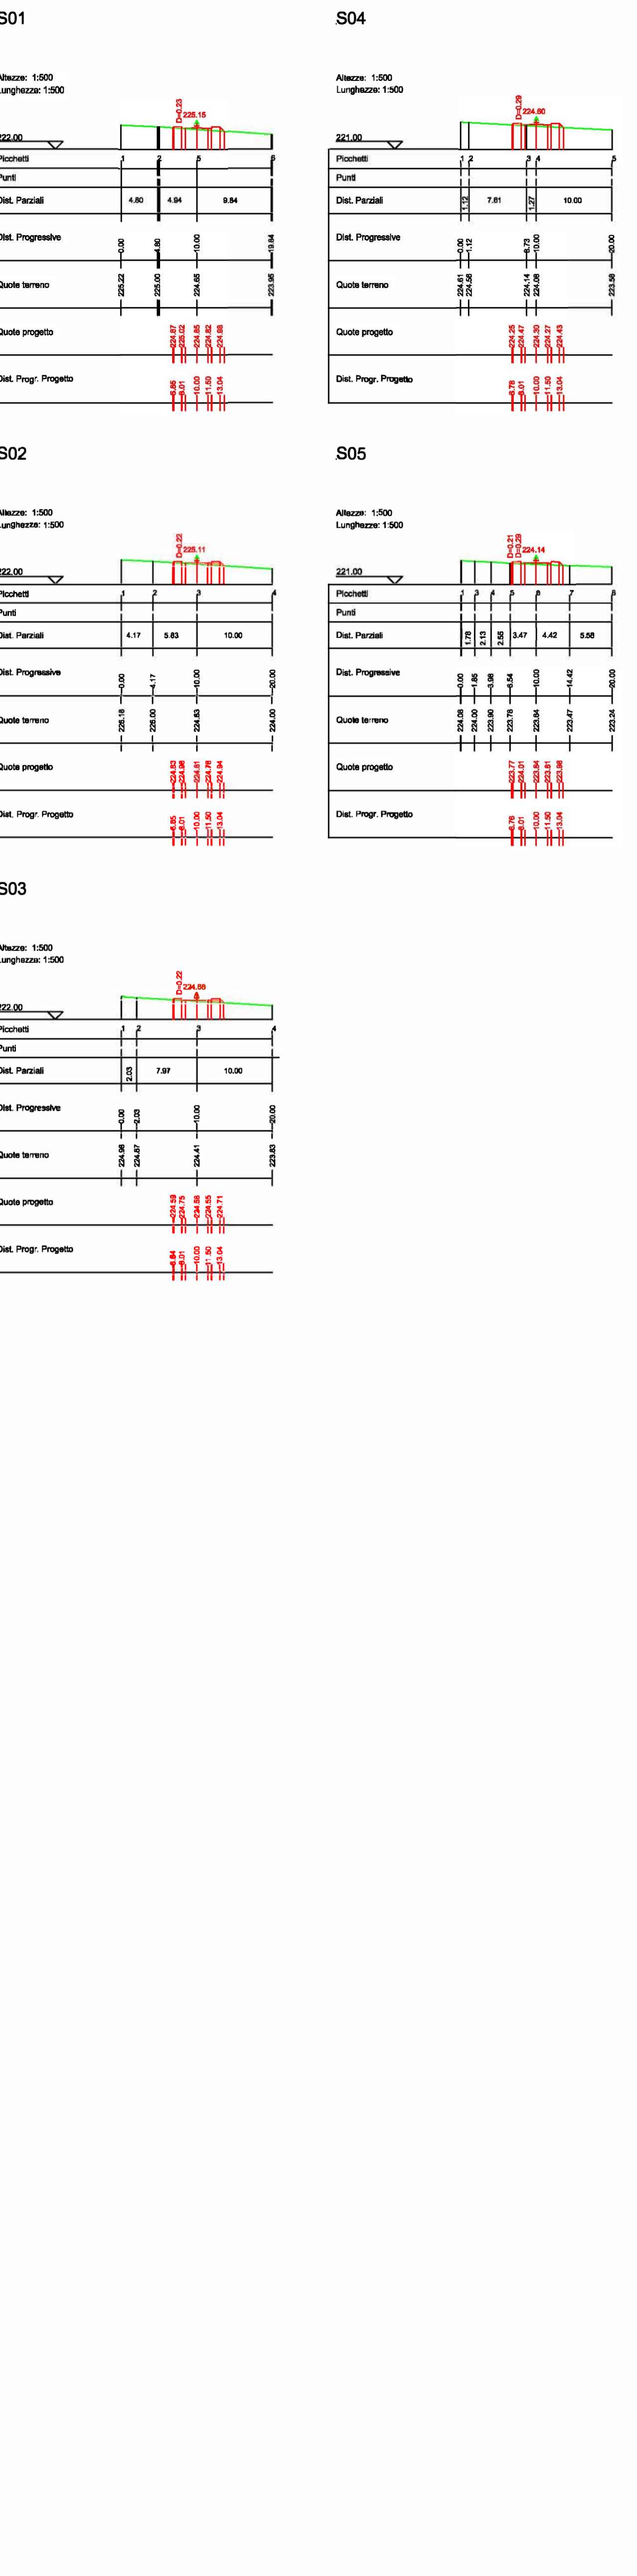 S01
Altezze: 1:500
Lunghezze: 1:500
D=0.23
225.15
222.00
Picchetti 1 2 5 6
Punti
Dist. Parziali 4.80 4.94 9.84
Dist. Progressive 0.00 4.80 10.00 19.84
Quote terreno 225.22 225.00 224.65 223.95
Quote progetto 224.87 225.02 224.85 224.82 224.98
Dist. Progr. Progetto 6.85 8.01 10.00 11.50 13.04
S02
Altezze: 1:500
Lunghezze: 1:500
D=0.22
225.11
222.00
Picchetti 1 2 3 4
Punti
Dist. Parziali 4.17 5.83 10.00
Dist. Progressive 0.00 4.17 10.00 20.00
Quote terreno 225.18 225.00 224.63 224.00
Quote progetto 224.83 224.98 224.81 224.78 224.94
Dist. Progr. Progetto 6.85 8.01 10.00 11.50 13.04
S03
Altezze: 1:500
Lunghezze: 1:500
D=0.22
224.88
222.00
Picchetti 1 2 3 4
Punti
Dist. Parziali 2.03 7.97 10.00
Dist. Progressive 0.00 2.03 10.00 20.00
Quote terreno 224.96 224.87 224.41 223.83
Quote progetto 224.59 224.75 224.58 224.55 224.71
Dist. Progr. Progetto 6.84 8.01 10.00 11.50 13.04
S04
Altezze: 1:500
Lunghezze: 1:500
D=0.29
224.60
221.00
Picchetti 1 2 3 4 5
Punti
Dist. Parziali 1.12 7.61 1.27 10.00
Dist. Progressive 0.00 1.12 8.73 10.00 20.00
Quote terreno 224.61 224.56 224.14 224.08 223.58
Quote progetto 224.25 224.47 224.30 224.27 224.43
Dist. Progr. Progetto 6.78 8.01 10.00 11.50 13.04
S05
Altezze: 1:500
Lunghezze: 1:500
D=0.21
D=0.29
224.14
221.00
Picchetti 1 3 4 5 6 7 8
Punti
Dist. Parziali 1.78 2.13 2.55 3.47 4.42 5.58
Dist. Progressive 0.00 1.85 3.98 6.54 10.00 14.42 20.00
Quote terreno 224.08 224.00 223.90 223.78 223.64 223.47 223.24
Quote progetto 223.77 224.01 223.84 223.81 223.98
Dist. Progr. Progetto 6.76 8.01 10.00 11.50 13.04